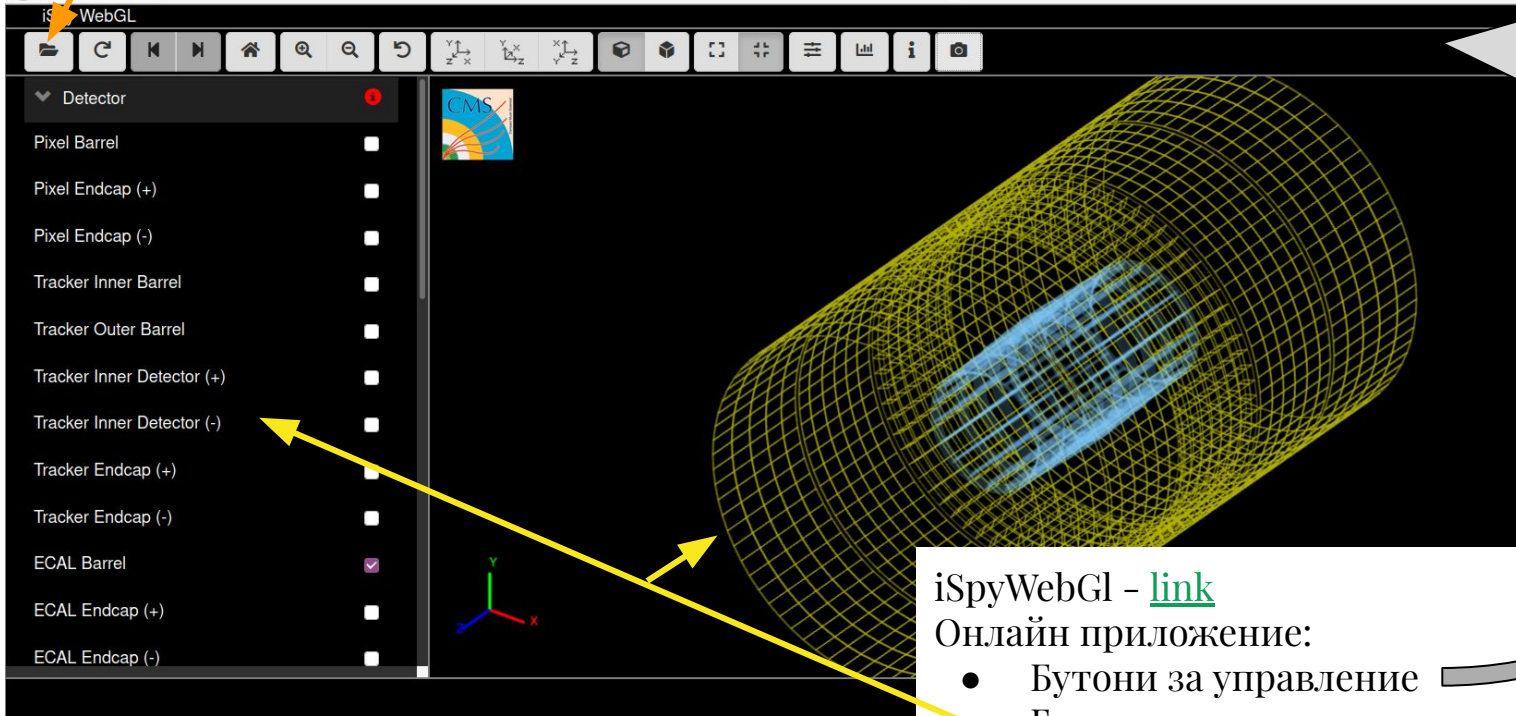 iSpy WebGL
Detector
Pixel Barrel
Pixel Endcap (+)
Pixel Endcap (-)
Tracker Inner Barrel
Tracker Outer Barrel
Tracker Inner Detector (+)
Tracker Inner Detector (-)
Tracker Endcap (+)
Tracker Endcap (-)
ECAL Barrel
ECAL Endcap (+)
ECAL Endcap (-)
CMS
Y
X
Z
iSpyWebGl - link
Онлайн приложение:
● Бутони за управление